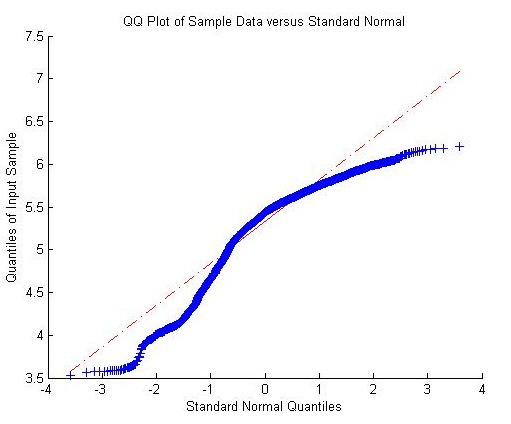 QQ Plot of Sample Data versus Standard Normal
7.5
7
6.5
6
5.5
5
4.5
4
3.5
Quantiles of Input Sample
-4 -3 -2 -1 0 1 2 3 4
Standard Normal Quantiles